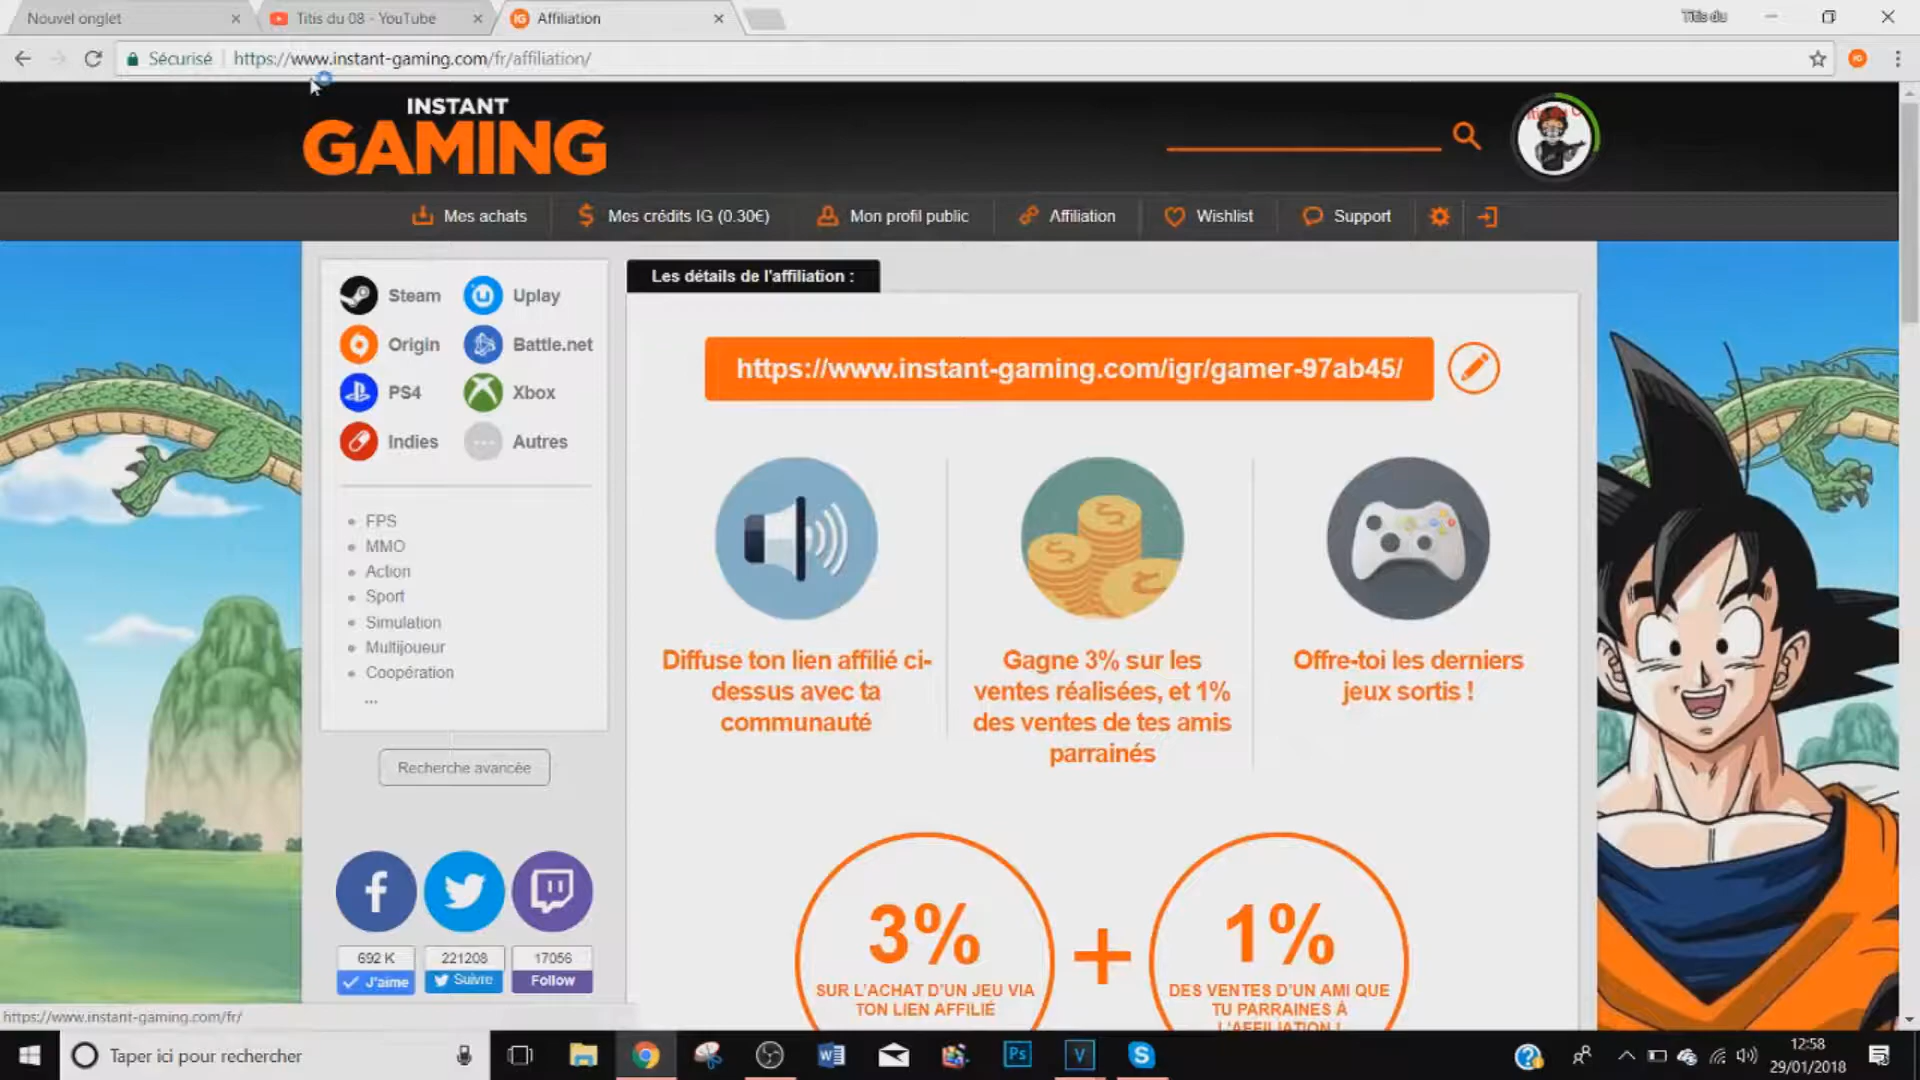 Nouvel onglet
Titis du 08 - YouTube
Affiliation
Titis du
Sécurisé
https://www.instant-gaming.com/fr/affiliation/
INSTANT
GAMING
Mes achats
Mes crédits IG (0.30€)
Mon profil public
Affiliation
Wishlist
Support
Steam
Uplay
Origin
Battle.net
PS4
Xbox
Indies
Autres
FPS
MMO
Action
Sport
Simulation
Multijoueur
Coopération
...
Recherche avancée
692 K
221208
17056
J'aime
Suivre
Follow
Les détails de l'affiliation :
https://www.instant-gaming.com/igr/gamer-97ab45/
Diffuse ton lien affilié ci-
dessus avec ta
communauté
Gagne 3% sur les
ventes réalisées, et 1%
des ventes de tes amis
parrainés
Offre-toi les derniers
jeux sortis !
3%
SUR L'ACHAT D'UN JEU VIA
TON LIEN AFFILIÉ
+
1%
DES VENTES D'UN AMI QUE
TU PARRAINES À
L'AFFILIATION !
https://www.instant-gaming.com/fr/
Taper ici pour rechercher
12:58
29/01/2018